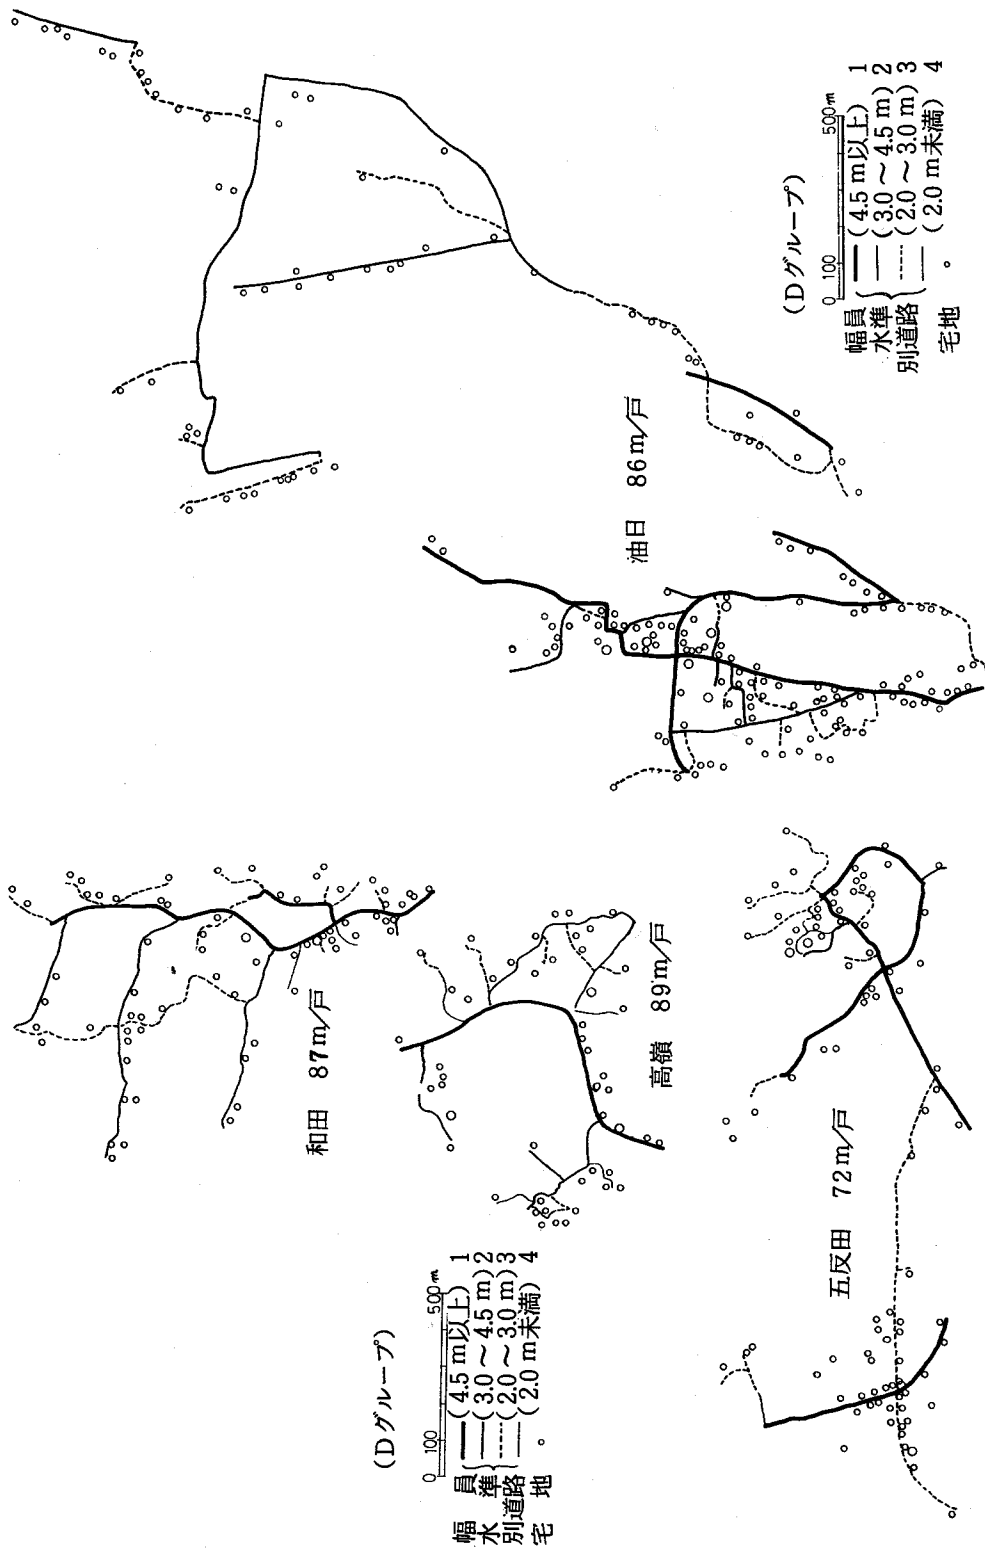 (Dグループ)
0 100 500m
幅員 (4.5 m以上) 1
水準 (3.0 ～ 4.5 m) 2
別道路 (2.0 ～ 3.0 m) 3
(2.0 m未満) 4
宅地
油日 86m/戸
和田 87m/戸
高嶺 89m/戸
五反田 72m/戸
(Dグループ)
0 100 500m
幅員 (4.5 m以上) 1
水準 (3.0 ～ 4.5 m) 2
別道路 (2.0 ～ 3.0 m) 3
(2.0 m未満) 4
宅地